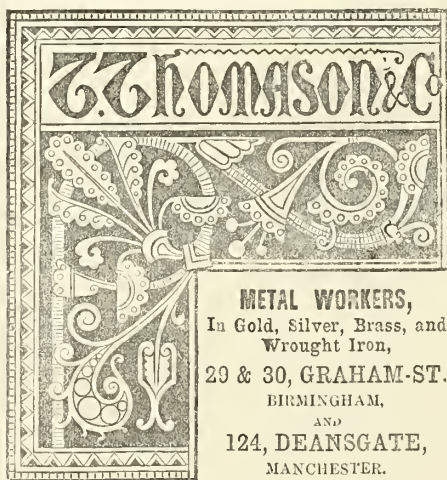 T. THOMASON & Co
METAL WORKERS,
In Gold, Silver, Brass, and
Wrought Iron,
29 & 30, GRAHAM-ST.
BIRMINGHAM,
AND
124, DEANSGATE,
MANCHESTER.